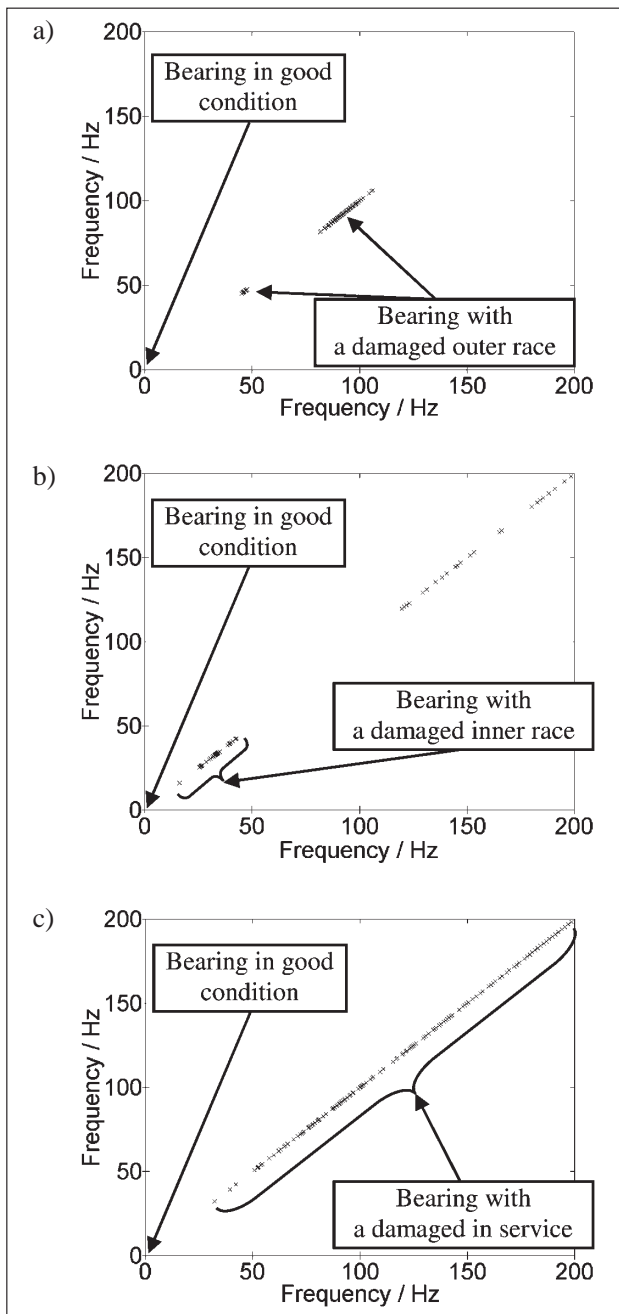 a)
200
Bearing in good
condition
150
Frequency / Hz
100
50
Bearing with
a damaged outer race
0
0 50 100 150 200
Frequency / Hz
b)
200
Bearing in good
condition
150
Frequency / Hz
100
Bearing with
a damaged inner race
50
0
0 50 100 150 200
Frequency / Hz
c)
200
Bearing in good
condition
150
Frequency / Hz
100
50
Bearing with
a damaged in service
0
0 50 100 150 200
Frequency / Hz